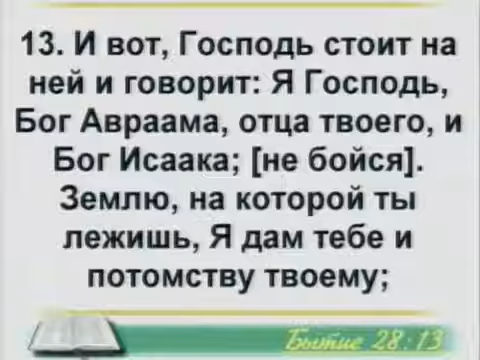 13. И вот, Господь стоит на
ней и говорит: Я Господь,
Бог Авраама, отца твоего, и
Бог Исаака; [не бойся].
Землю, на которой ты
лежишь, Я дам тебе и
потомству твоему;
Бытие 28:13